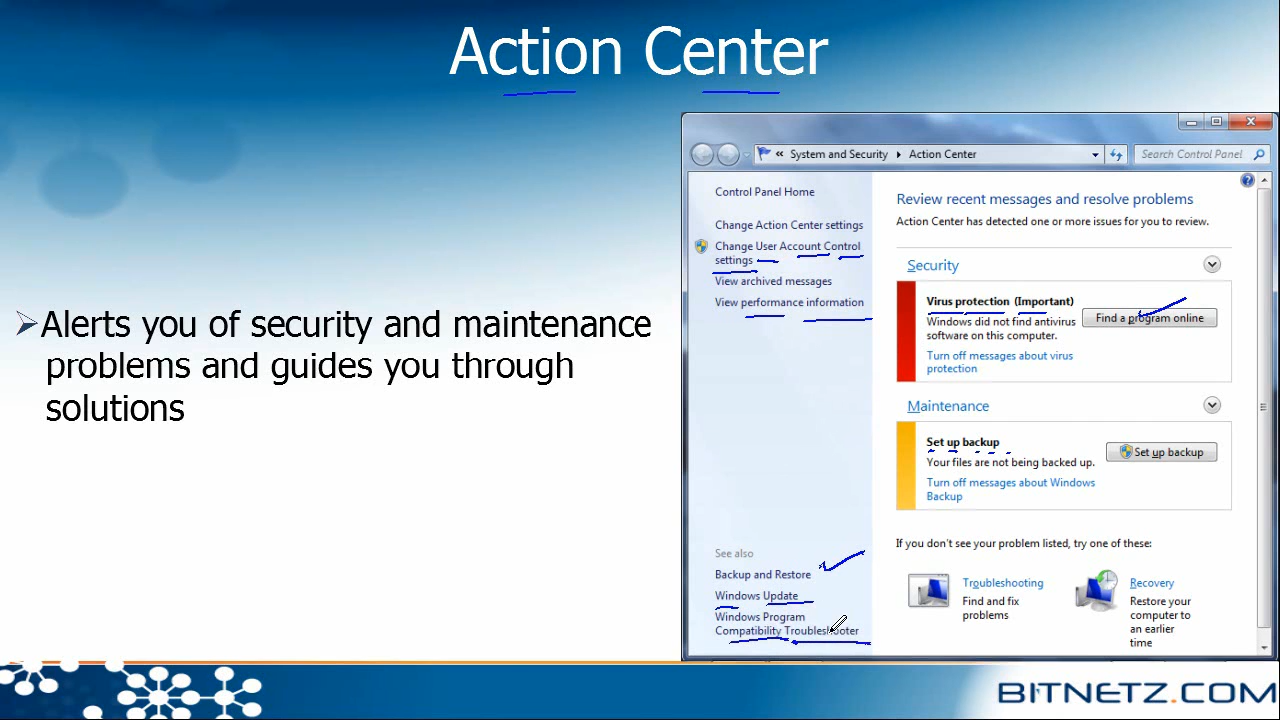 Action Center
Alerts you of security and maintenance
problems and guides you through
solutions
« System and Security Action Center
Search Control Panel
Control Panel Home
Change Action Center settings
Change User Account Control
settings
View archived messages
View performance information
See also
Backup and Restore
Windows Update
Windows Program
Compatibility Troubleshooter
Review recent messages and resolve problems
Action Center has detected one or more issues for you to review.
Security
Virus protection (Important)
Windows did not find antivirus
software on this computer.
Find a program online
Turn off messages about virus
protection
Maintenance
Set up backup
Your files are not being backed up.
Set up backup
Turn off messages about Windows
Backup
If you don't see your problem listed, try one of these:
Troubleshooting
Find and fix
problems
Recovery
Restore your
computer to
an earlier
time
BITNETZ.COM